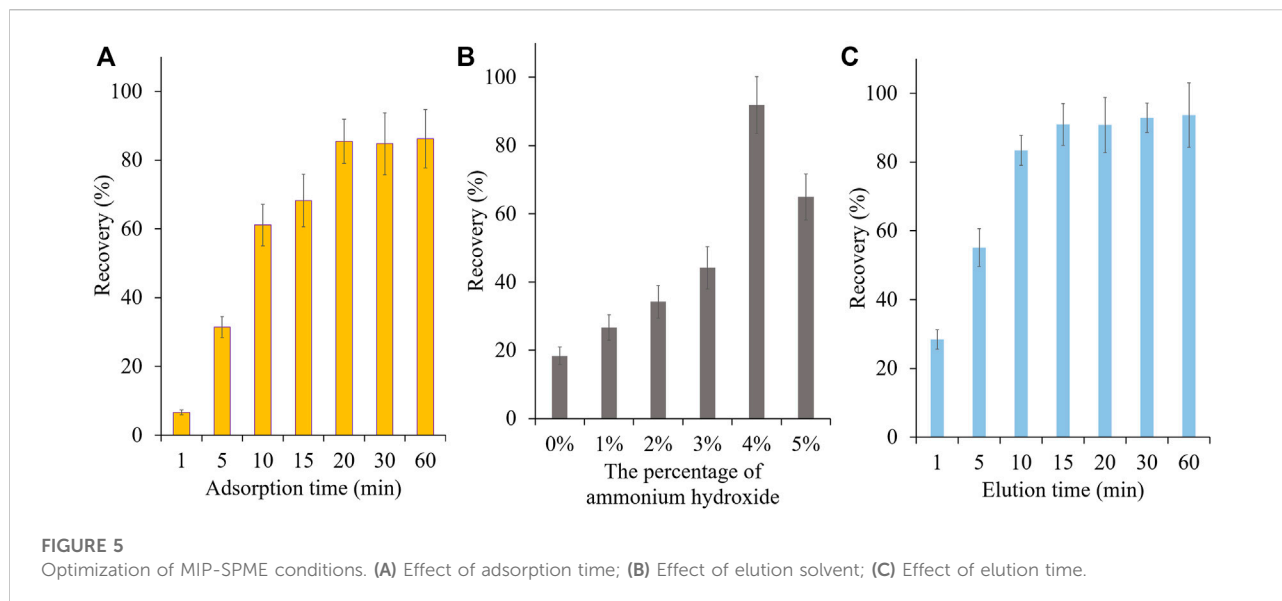 A
Recovery (%)
100
80
60
40
20
0
1 5 10 15 20 30 60
Adsorption time (min)
B
Recovery (%)
100
80
60
40
20
0
0% 1% 2% 3% 4% 5%
The percentage of
ammonium hydroxide
C
Recovery (%)
100
80
60
40
20
0
1 5 10 15 20 30 60
Elution time (min)
FIGURE 5
Optimization of MIP-SPME conditions. (A) Effect of adsorption time; (B) Effect of elution solvent; (C) Effect of elution time.